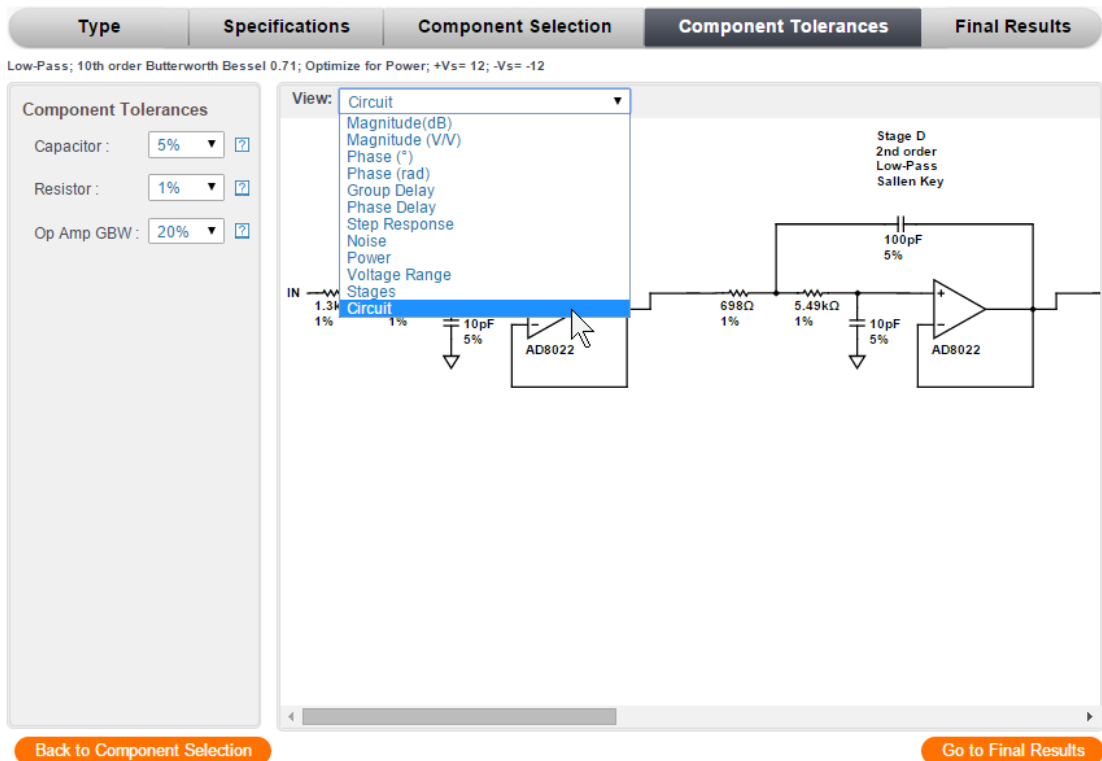 Type
Specifications
Component Selection
Component Tolerances
Final Results
Low-Pass; 10th order Butterworth Bessel 0.71; Optimize for Power; +Vs= 12; -Vs= -12
Component Tolerances
Capacitor : 5% ?
Resistor : 1% ?
Op Amp GBW : 20% ?
View: Circuit
Magnitude(dB)
Magnitude (V/V)
Phase (°)
Phase (rad)
Group Delay
Phase Delay
Step Response
Noise
Power
Voltage Range
Stages
Circuit
IN
1%
1%
10pF
5%
AD8022
Stage D
2nd order
Low-Pass
Sallen Key
100pF
5%
698Ω
1%
5.49kΩ
1%
10pF
5%
AD8022
Back to Component Selection
Go to Final Results